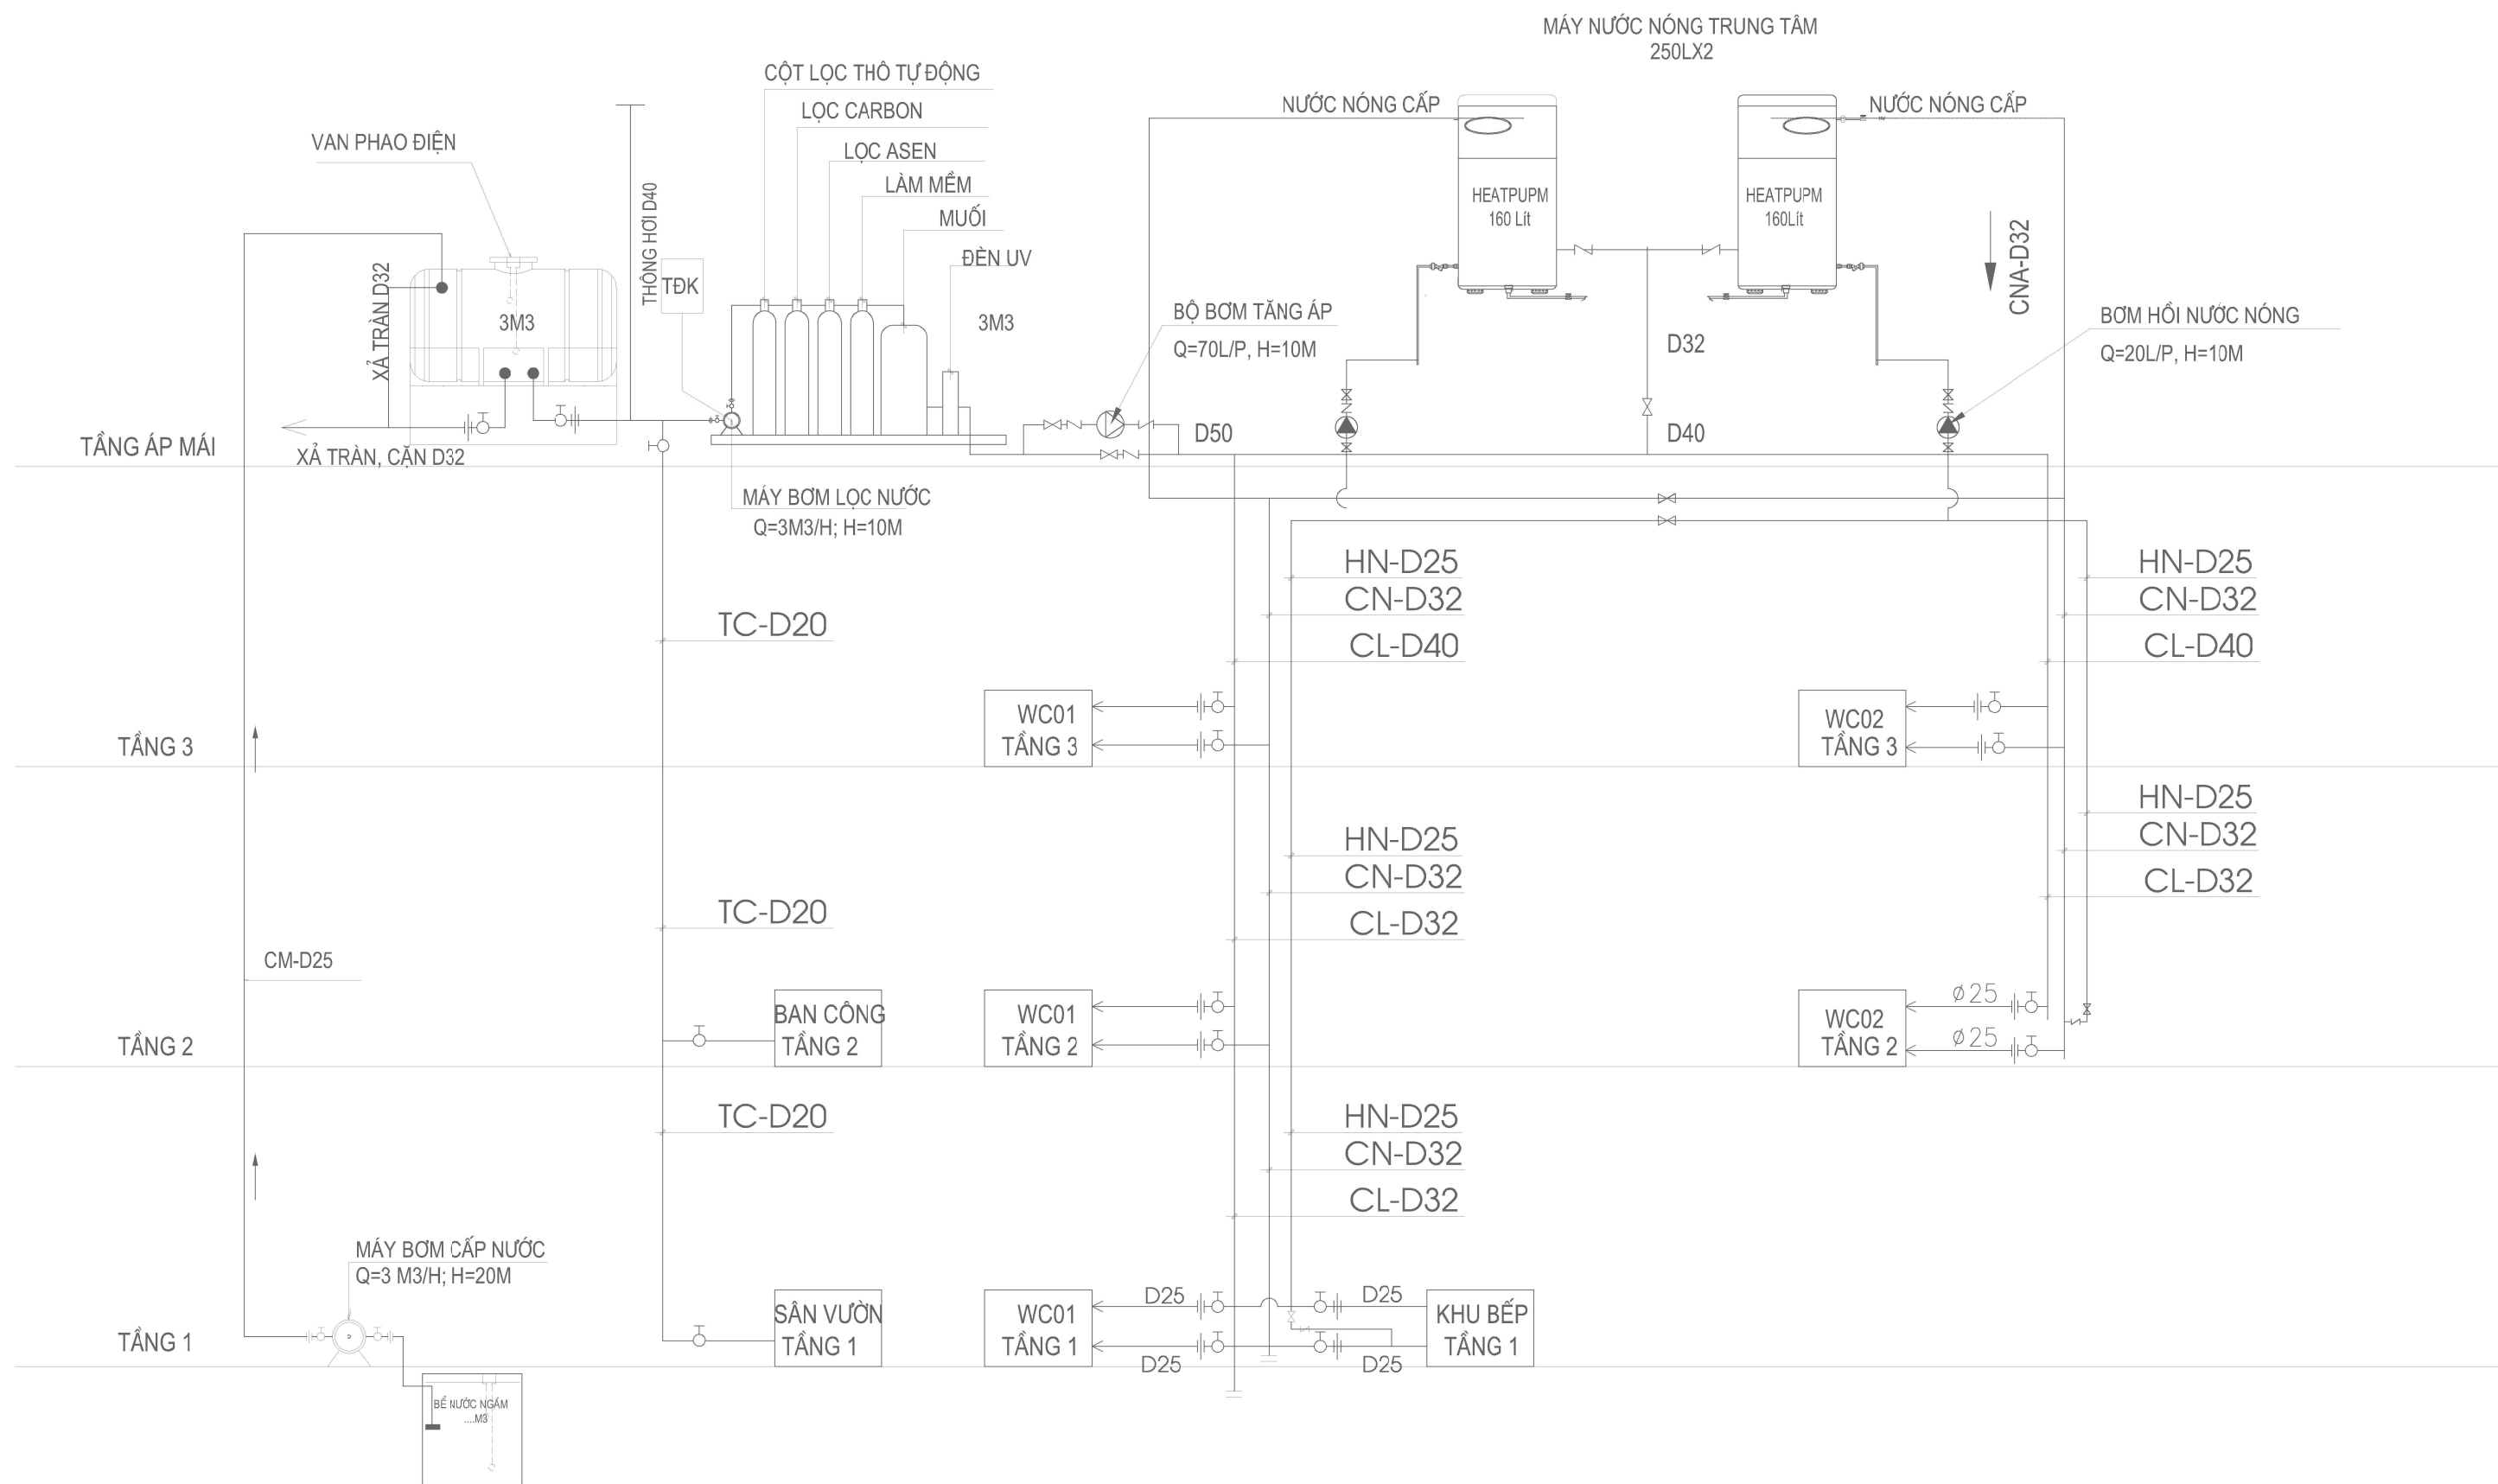 MÁY NƯỚC NÓNG TRUNG TÂM
250LX2
CỘT LỌC THÔ TỰ ĐỘNG
LỌC CARBON
LỌC ASEN
LÀM MỀM
MUỐI
ĐÈN UV
3M3
VAN PHAO ĐIỆN
3M3
XẢ TRÀN D32
THÔNG HƠI D40
TĐK
NƯỚC NÓNG CẤP
NƯỚC NÓNG CẤP
HEATPUPM
160 Lít
HEATPUPM
160Lít
CNA-D32
BỘ BƠM TĂNG ÁP
Q=70L/P, H=10M
BƠM HỒI NƯỚC NÓNG
Q=20L/P, H=10M
D32
D50
D40
TẦNG ÁP MÁI
XẢ TRÀN, CẶN D32
MÁY BƠM LỌC NƯỚC
Q=3M3/H; H=10M
HN-D25
CN-D32
CL-D40
HN-D25
CN-D32
CL-D40
TC-D20
WC01
TẦNG 3
WC02
TẦNG 3
TẦNG 3
HN-D25
CN-D32
CL-D32
HN-D25
CN-D32
CL-D32
TC-D20
CM-D25
BAN CÔNG
TẦNG 2
WC01
TẦNG 2
WC02
TẦNG 2
ø25
ø25
TẦNG 2
TC-D20
HN-D25
CN-D32
CL-D32
MÁY BƠM CẤP NƯỚC
Q=3 M3/H; H=20M
TẦNG 1
SÂN VƯỜN
TẦNG 1
WC01
TẦNG 1
D25
D25
D25
D25
KHU BẾP
TẦNG 1
BỂ NƯỚC NGẦM
....M3